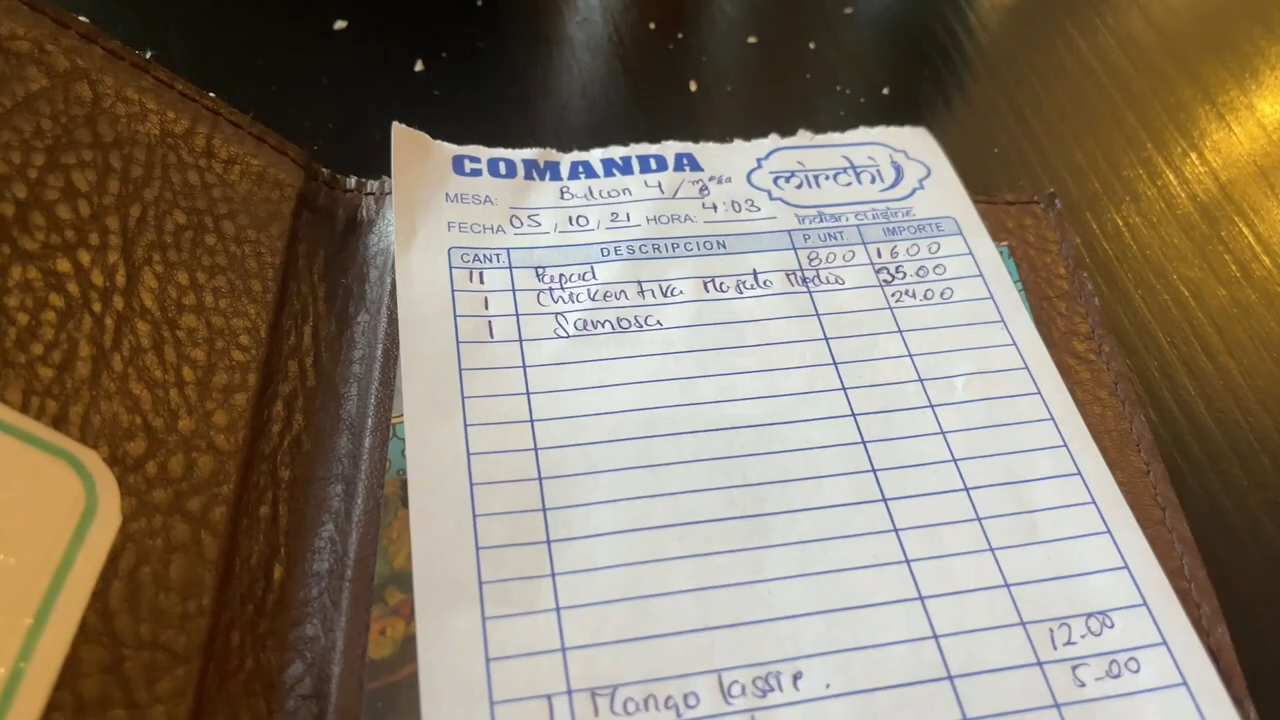 COMANDA
mirchi
indian cuisine
MESA: Balcon 4 / mesa 8
FECHA 05, 10, 21 HORA: 4:03
CANT. DESCRIPCION P. UNT. IMPORTE
11 Papad 8.00 16.00
1 Chicken tika Masala Medio 35.00
1 Samosa 24.00
1 Mango lassie. 12.00
5.00